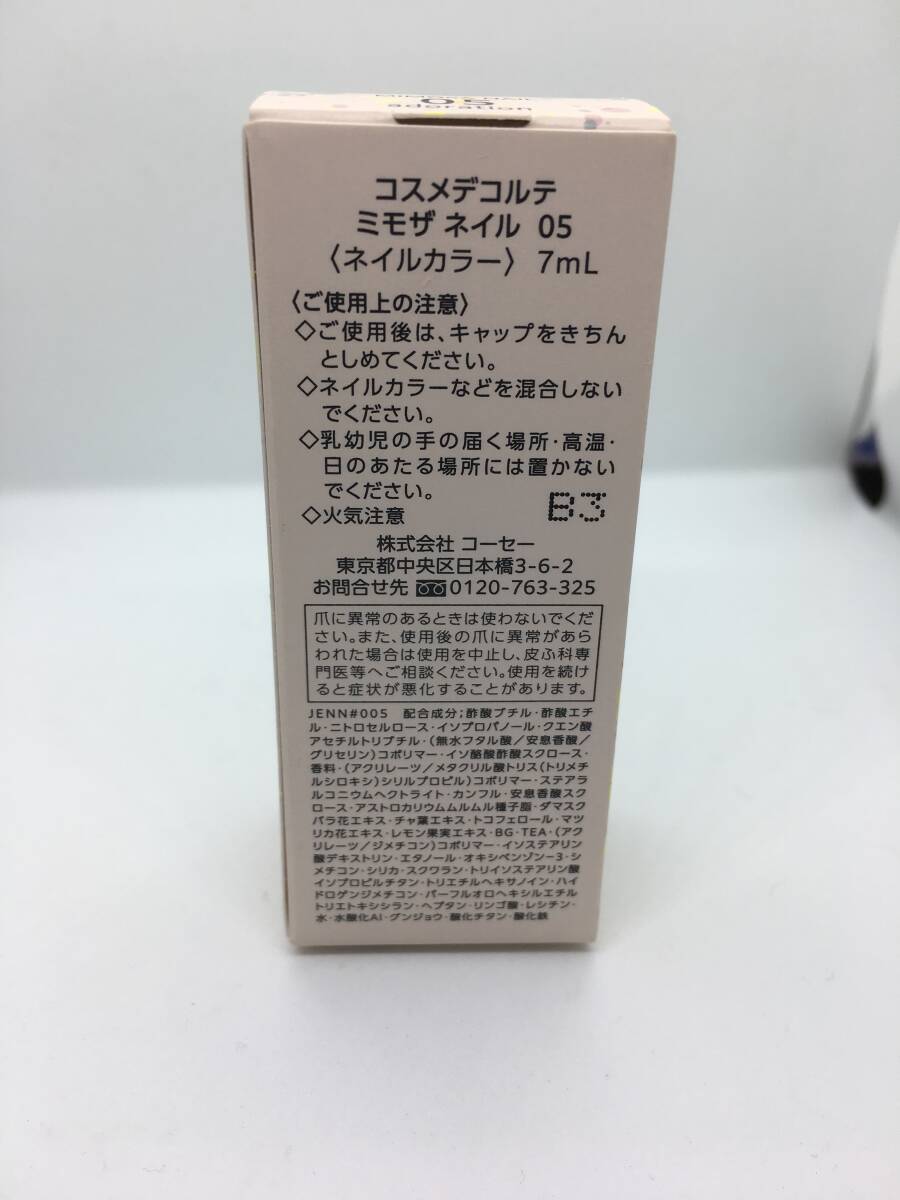 05
adoration
コスメデコルテ
ミモザ ネイル 05
〈ネイルカラー〉 7mL
〈ご使用上の注意〉
◇ご使用後は、キャップをきちん
としめてください。
◇ネイルカラーなどを混合しない
でください。
◇乳幼児の手の届く場所・高温・
日のあたる場所には置かない
でください。
◇火気注意
B3
株式会社 コーセー
東京都中央区日本橋3-6-2
お問合せ先 0120-763-325
爪に異常のあるときは使わないでくだ
さい。また、使用後の爪に異常があら
われた場合は使用を中止し、皮ふ科専
門医等へご相談ください。使用を続け
ると症状が悪化することがあります。
JENN#005 配合成分;酢酸ブチル・酢酸エチ
ル・ニトロセルロース・イソプロパノール・クエン酸
アセチルトリブチル・(無水フタル酸/安息香酸/
グリセリン)コポリマー・イソ酪酸酢酸スクロース・
香料・(アクリレーツ/メタクリル酸トリス(トリメチ
ルシロキシ)シリルプロピル)コポリマー・ステアラ
ルコニウムヘクトライト・カンフル・安息香酸スク
ロース・アストロカリウムムルムル種子脂・ダマスク
バラ花エキス・チャ葉エキス・トコフェロール・マツ
リカ花エキス・レモン果実エキス・BG・TEA・(アク
リレーツ/ジメチコン)コポリマー・イソステアリン
酸デキストリン・エタノール・オキシベンゾン-3・シ
メチコン・シリカ・スクワラン・トリイソステアリン酸
イソプロピルチタン・トリエチルヘキサノイン・ハイ
ドロゲンジメチコン・パーフルオロヘキシルエチル
トリエトキシシラン・ヘプタン・リンゴ酸・レシチン・
水・水酸化Al・グンジョウ・酸化チタン・酸化鉄